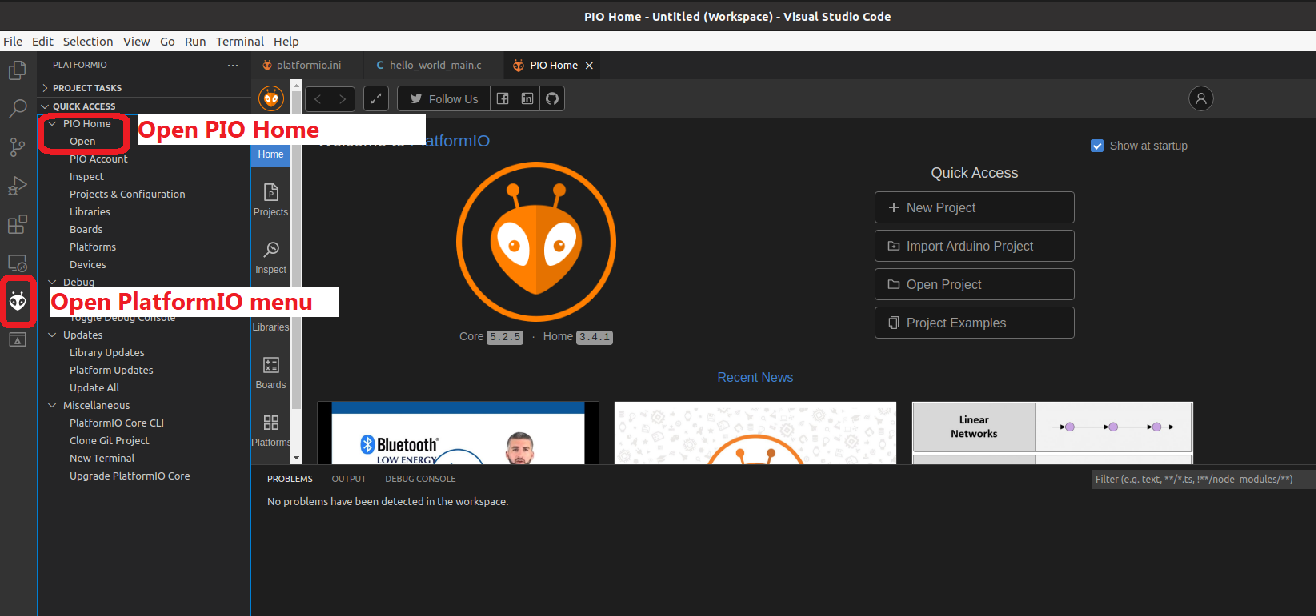 PIO Home - Untitled (Workspace) - Visual Studio Code
File Edit Selection View Go Run Terminal Help
PLATFORMIO
PROJECT TASKS
QUICK ACCESS
PIO Home
Open
PIO Account
Inspect
Projects & Configuration
Libraries
Boards
Platforms
Devices
Debug
Toggle Debug Console
Updates
Library Updates
Platform Updates
Update All
Miscellaneous
PlatformIO Core CLI
Clone Git Project
New Terminal
Upgrade PlatformIO Core
Open PIO Home
Open PlatformIO menu
platformio.ini
C hello_world_main.c
PIO Home
Follow Us
Home
Projects
Inspect
Libraries
Boards
Platforms
Welcome to PlatformIO
Show at startup
Core 5.2.5 · Home 3.4.1
Quick Access
New Project
Import Arduino Project
Open Project
Project Examples
Recent News
Bluetooth®
LOW ENERGY
Linear
Networks
PROBLEMS OUTPUT DEBUG CONSOLE
Filter (e.g. text, **/*.ts, !**/node_modules/**)
No problems have been detected in the workspace.